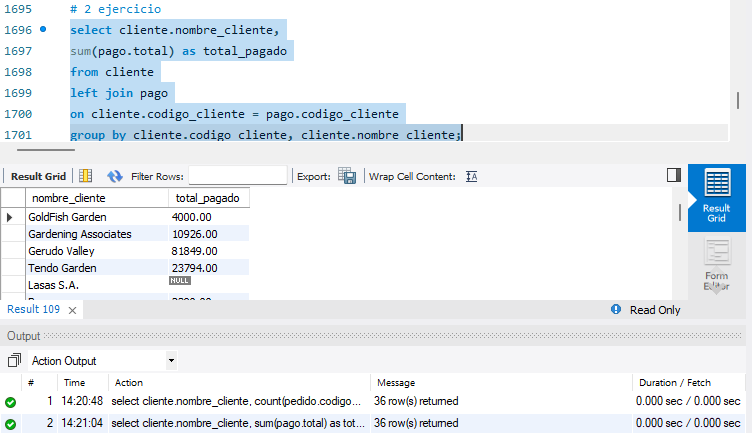 1695 # 2 ejercicio
1696 select cliente.nombre_cliente,
1697 sum(pago.total) as total_pagado
1698 from cliente
1699 left join pago
1700 on cliente.codigo_cliente = pago.codigo_cliente
1701 group by cliente.codigo_cliente, cliente.nombre_cliente;
Result Grid Filter Rows: Export: Wrap Cell Content: IA
nombre_cliente total_pagado
GoldFish Garden 4000.00
Gardening Associates 10926.00
Gerudo Valley 81849.00
Tendo Garden 23794.00
Lasas S.A. NULL
Result Grid
Form Editor
Result 109 × Read Only
Output
Action Output
# Time Action Message Duration / Fetch
1 14:20:48 select cliente.nombre_cliente, count(pedido.codigo... 36 row(s) returned 0.000 sec / 0.000 sec
2 14:21:04 select cliente.nombre_cliente, sum(pago.total) as tot... 36 row(s) returned 0.000 sec / 0.000 sec